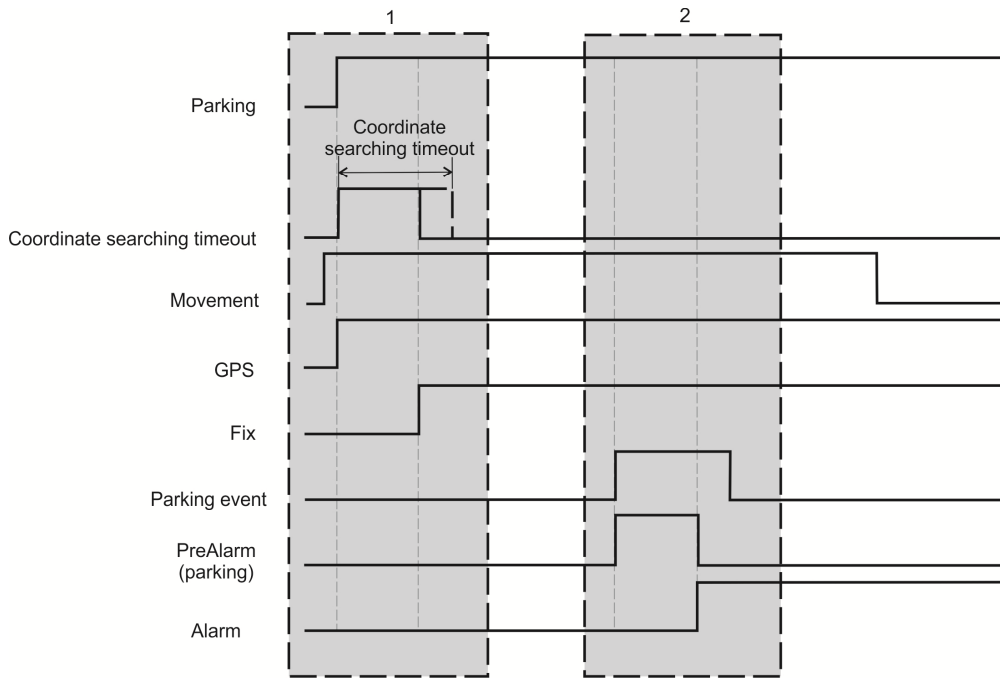 1
2
Parking
Coordinate
searching timeout
Coordinate searching timeout
Movement
GPS
Fix
Parking event
PreAlarm
(parking)
Alarm